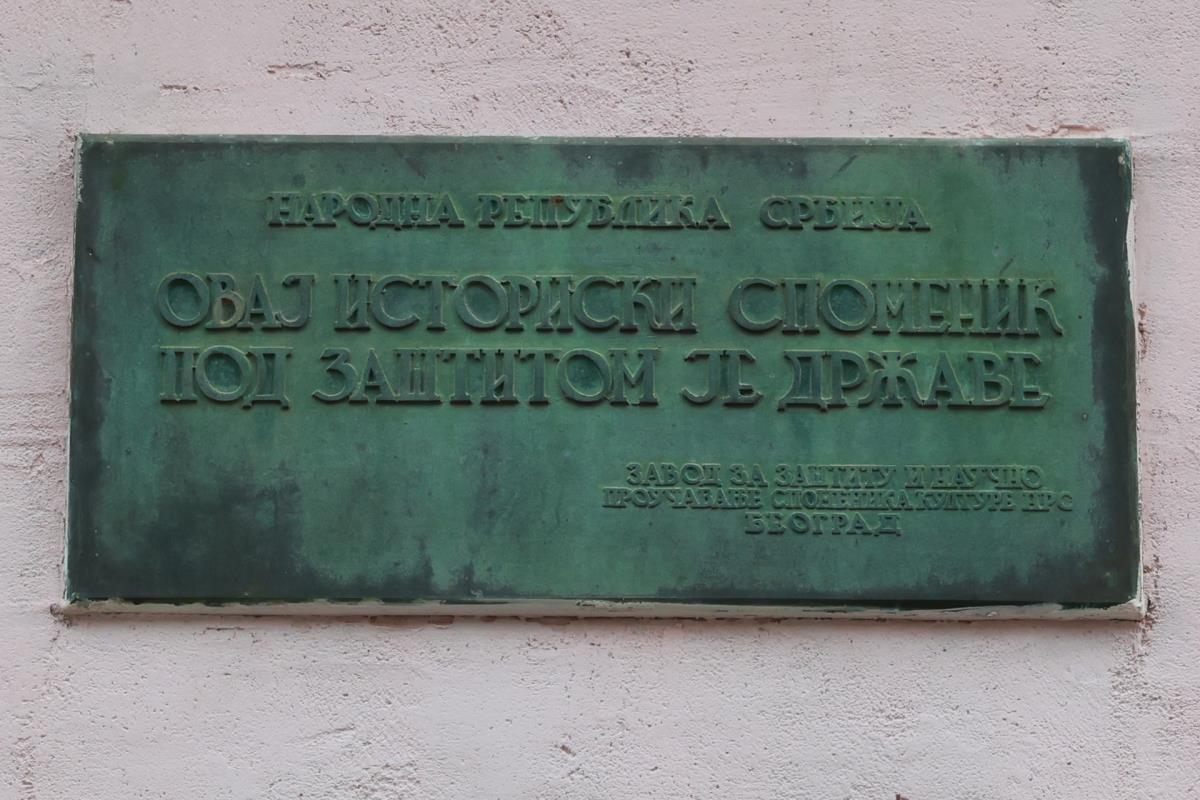 НАРОДНА РЕПУБЛИКА СРБИЈА
ОВАЈ ИСТОРИСКИ СПОМЕНИК
ПОД ЗАШТИТОМ ЈЕ ДРЖАВЕ
ЗАВОД ЗА ЗАШТИТУ И НАУЧНО
ПРОУЧАВАЊЕ СПОМЕНИКА КУЛТУРЕ НРС
БЕОГРАД